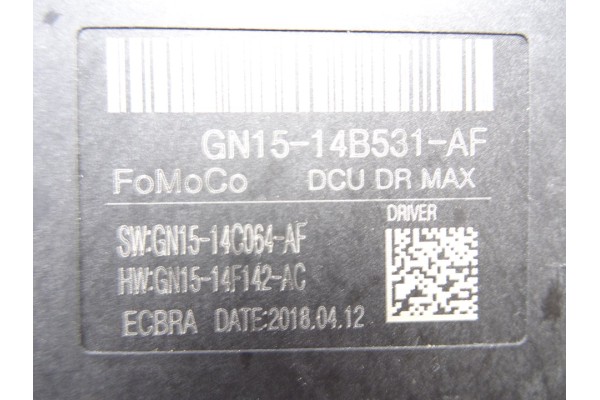 GN15-14B531-AF
FoMoCo DCU DR MAX
DRIVER
SW:GN15-14C064-AF
HW:GN15-14F142-AC
ECBRA DATE:2018.04.12